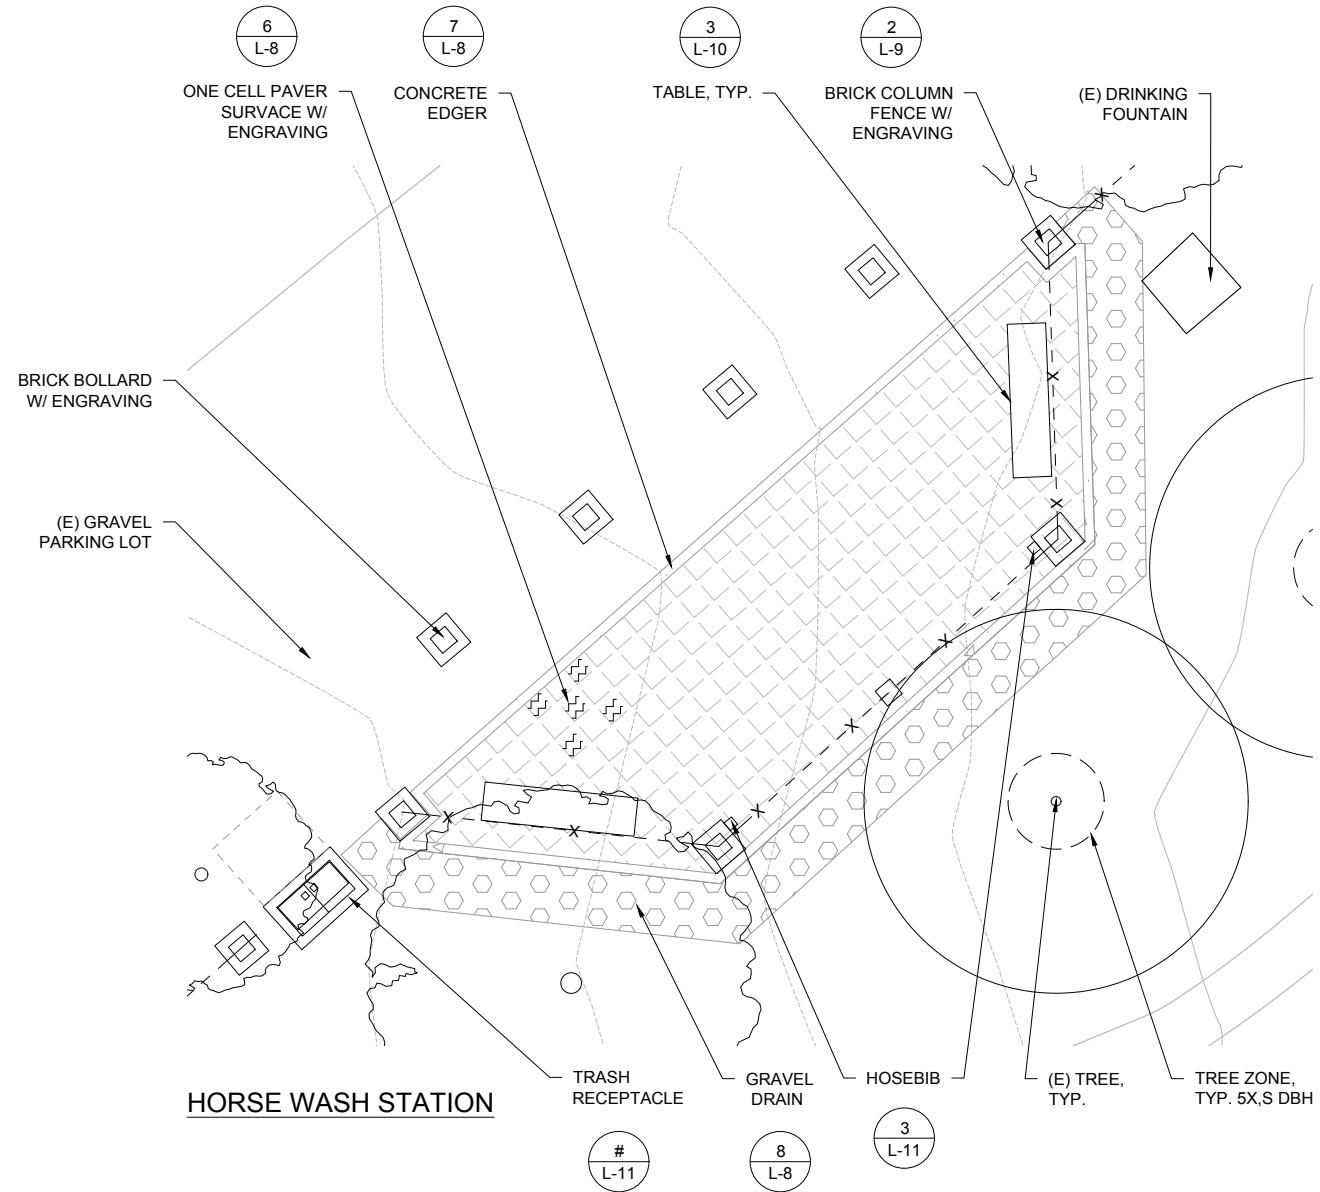 6
L-8
ONE CELL PAVER
SURVACE W/
ENGRAVING
7
L-8
CONCRETE
EDGER
3
L-10
TABLE, TYP.
2
L-9
BRICK COLUMN
FENCE W/
ENGRAVING
(E) DRINKING
FOUNTAIN
BRICK BOLLARD
W/ ENGRAVING
(E) GRAVEL
PARKING LOT
HORSE WASH STATION
TRASH
RECEPTACLE
#
L-11
GRAVEL
DRAIN
8
L-8
HOSEBIB
3
L-11
(E) TREE,
TYP.
TREE ZONE,
TYP. 5X,S DBH